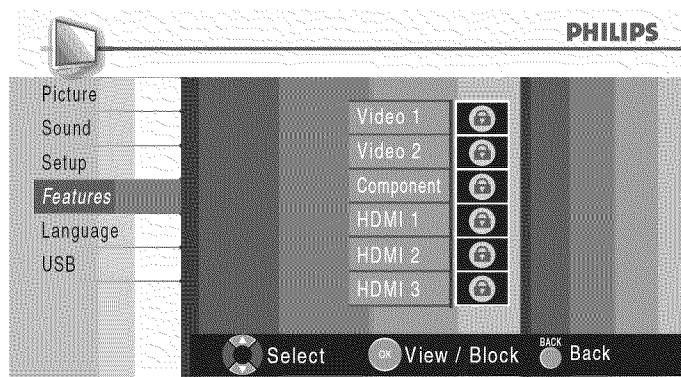 PHILIPS
Picture
Sound
Setup
Features
Language
USB
Video 1
Video 2
Component
HDMI 1
HDMI 2
HDMI 3
Select
OK
View / Block
BACK
Back